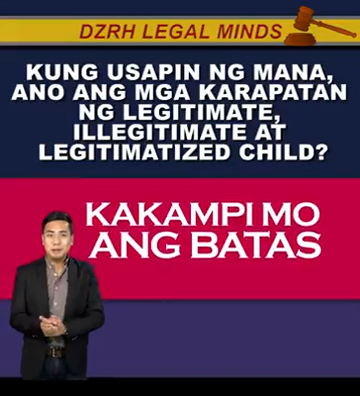 DZRH LEGAL MINDS
KUNG USAPIN NG MANA,
ANO ANG MGA KARAPATAN
NG LEGITIMATE,
ILLEGITIMATE AT
LEGITIMATIZED CHILD?
KAKAMPI MO
ANG BATAS